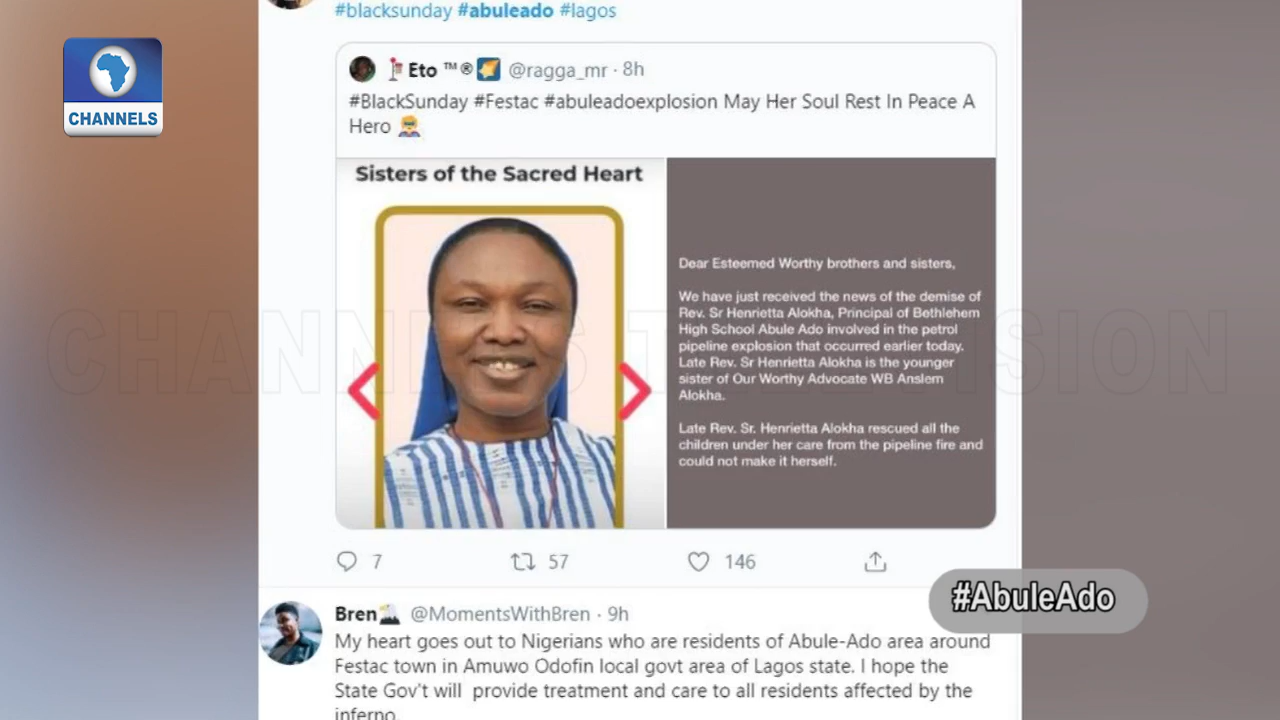 #blacksunday #abuleado #lagos
CHANNELS
Eto ™® @ragga_mr · 8h
#BlackSunday #Festac #abuleadoexplosion May Her Soul Rest In Peace A
Hero
Sisters of the Sacred Heart
Dear Esteemed Worthy brothers and sisters,
We have just received the news of the demise of
Rev. Sr Henrietta Alokha, Principal of Bethlehem
High School Abule Ado involved in the petrol
pipeline explosion that occurred earlier today.
Late Rev. Sr Henrietta Alokha is the younger
sister of Our Worthy Advocate WB Anslem
Alokha.
Late Rev. Sr. Henrietta Alokha rescued all the
children under her care from the pipeline fire and
could not make it herself.
CHANNELS TELEVISION
7 57 146
#AbuleAdo
Bren @MomentsWithBren · 9h
My heart goes out to Nigerians who are residents of Abule-Ado area around
Festac town in Amuwo Odofin local govt area of Lagos state. I hope the
State Gov't will provide treatment and care to all residents affected by the
inferno.